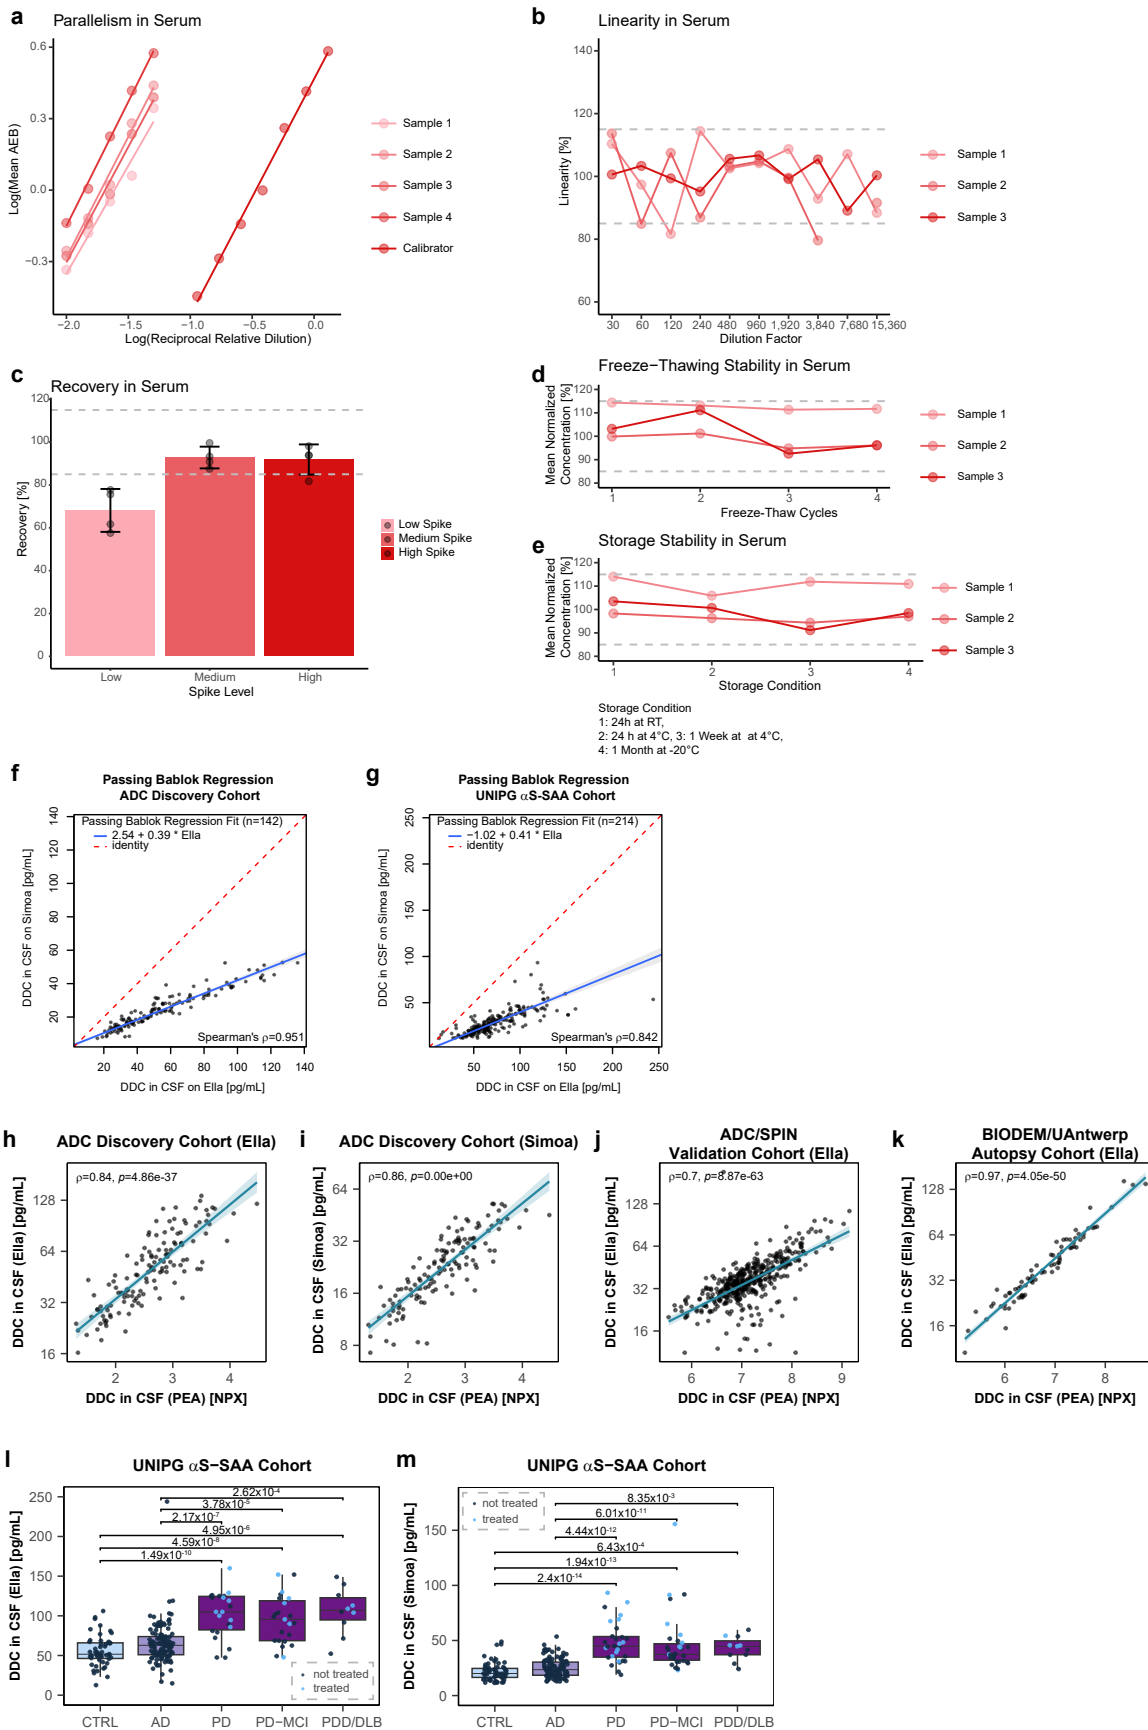 a
Parallelism in Serum
0.6
0.3
0.0
−0.3
Log(Mean AEB)
−2.0
−1.5
−1.0
−0.5
0.0
Log(Reciprocal Relative Dilution)
Sample 1
Sample 2
Sample 3
Sample 4
Calibrator
b
Linearity in Serum
140
120
100
80
60
Linearity [%]
30
60
120
240
480
960
1,920
3,840
7,680
15,360
Dilution Factor
Sample 1
Sample 2
Sample 3
c
Recovery in Serum
120
100
80
60
40
20
0
Recovery [%]
Low
Medium
High
Spike Level
Low Spike
Medium Spike
High Spike
d
Freeze−Thawing Stability in Serum
120
110
100
90
80
Mean Normalized
Concentration [%]
1
2
3
4
Freeze-Thaw Cycles
Sample 1
Sample 2
Sample 3
e
Storage Stability in Serum
120
110
100
90
80
Mean Normalized
Concentration [%]
1
2
3
4
Storage Condition
Sample 1
Sample 2
Sample 3
Storage Condition
1: 24h at RT,
2: 24 h at 4°C, 3: 1 Week at  at 4°C,
4: 1 Month at -20°C
f
Passing Bablok Regression
ADC Discovery Cohort
Passing Bablok Regression Fit (n=142)
2.54 + 0.39 * Ella
identity
140
120
100
80
60
40
20
DDC in CSF on Simoa [pg/mL]
Spearman's ρ=0.951
20
40
60
80
100
120
140
DDC in CSF on Ella [pg/mL]
g
Passing Bablok Regression
UNIPG αS-SAA Cohort
Passing Bablok Regression Fit (n=214)
−1.02 + 0.41 * Ella
identity
250
200
150
100
50
DDC in CSF on Simoa [pg/mL]
Spearman's ρ=0.842
50
100
150
200
250
DDC in CSF on Ella [pg/mL]
h
ADC Discovery Cohort (Ella)
ρ=0.84, p=4.86e-37
128
64
32
16
DDC in CSF (Ella) [pg/mL]
2
3
4
DDC in CSF (PEA) [NPX]
i
ADC Discovery Cohort (Simoa)
ρ=0.86, p=0.00e+00
64
32
16
8
DDC in CSF (Simoa) [pg/mL]
2
3
4
DDC in CSF (PEA) [NPX]
j
ADC/SPIN
Validation Cohort (Ella)
ρ=0.7, p=8.87e-63
128
64
32
16
DDC in CSF (Ella) [pg/mL]
6
7
8
9
DDC in CSF (PEA) [NPX]
k
BIODEM/UAntwerp
Autopsy Cohort (Ella)
ρ=0.97, p=4.05e-50
128
64
32
16
DDC in CSF (Ella) [pg/mL]
6
7
8
DDC in CSF (PEA) [NPX]
l
UNIPG αS−SAA Cohort
250
200
150
100
50
0
DDC in CSF (Ella) [pg/mL]
2.62x10-4
3.78x10-5
2.17x10-7
4.95x10-6
4.59x10-8
1.49x10-10
not treated
treated
CTRL
AD
PD
PD−MCI
PDD/DLB
m
UNIPG αS−SAA Cohort
not treated
treated
150
100
50
0
DDC in CSF (Simoa) [pg/mL]
8.35x10-3
6.01x10-11
4.44x10-12
6.43x10-4
1.94x10-13
2.4x10-14
CTRL
AD
PD
PD−MCI
PDD/DLB